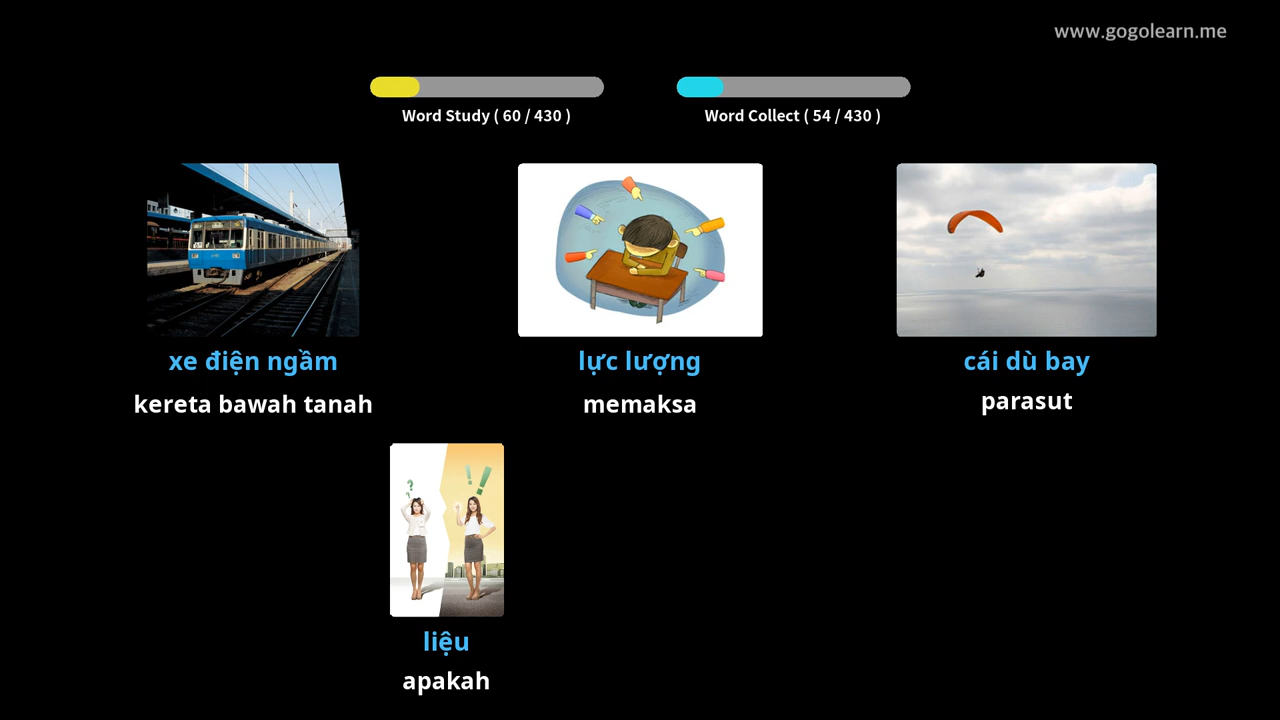 www.gogolearn.me
Word Study ( 60 / 430 )
Word Collect ( 54 / 430 )
xe điện ngầm
kereta bawah tanah
lực lượng
memaksa
cái dù bay
parasut
liệu
apakah